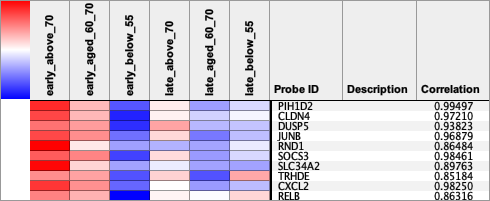 early_above_70
early_aged_60_70
early_below_55
late_above_70
late_aged_60_70
late_below_55
Probe ID Description Correlation
PIH1D2 0.99497
CLDN4 0.97210
DUSP5 0.93823
JUNB 0.96879
RND1 0.86484
SOCS3 0.98461
SLC34A2 0.89763
TRHDE 0.85184
CXCL2 0.98250
RELB 0.86316